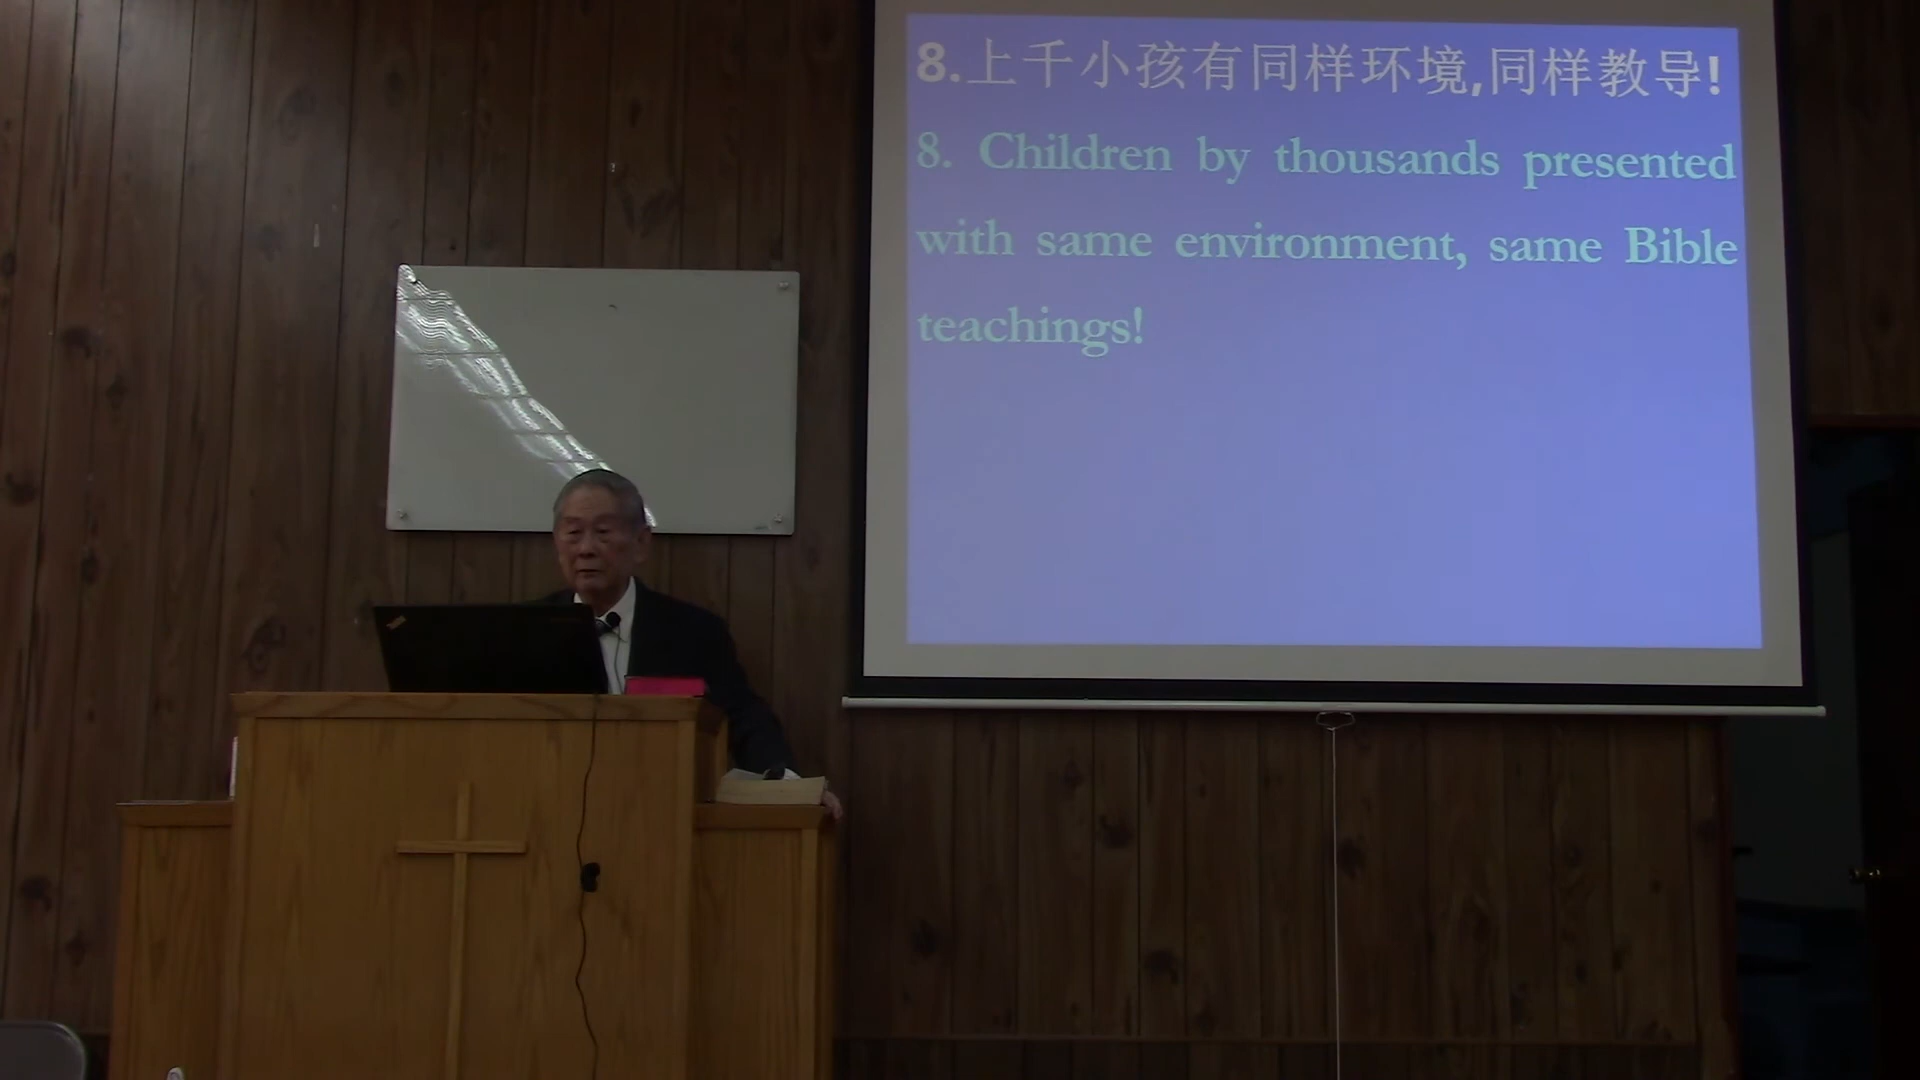 8.上千小孩有同样环境,同样教导!
8. Children by thousands presented
with same environment, same Bible
teachings!